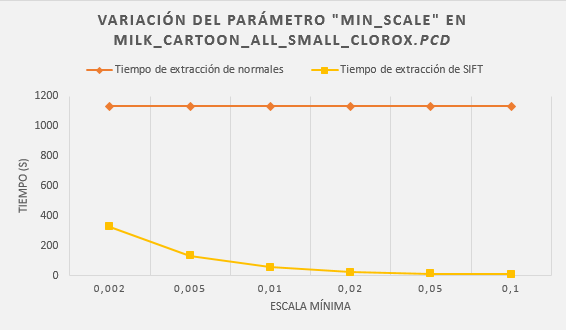 VARIACIÓN DEL PARÁMETRO "MIN_SCALE" EN
MILK_CARTOON_ALL_SMALL_CLOROX.PCD
Tiempo de extracción de normales
Tiempo de extracción de SIFT
1200
1000
800
600
400
200
0
TIEMPO (S)
0,002
0,005
0,01
0,02
0,05
0,1
ESCALA MÍNIMA